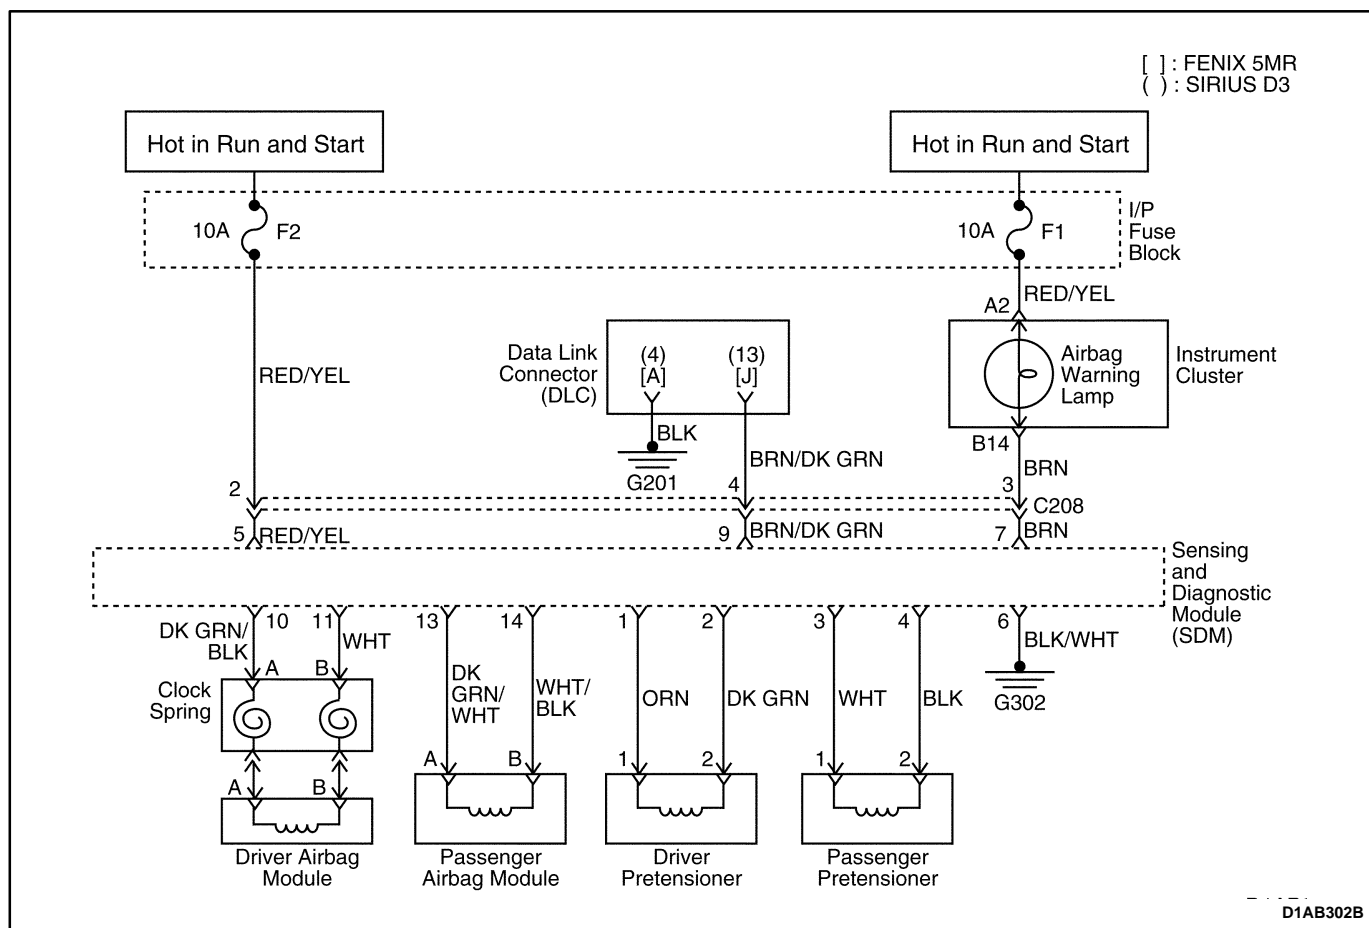 [ ] : FENIX 5MR
( ) : SIRIUS D3
Hot in Run and Start
Hot in Run and Start
10A
F2
10A
F1
I/P
Fuse
Block
RED/YEL
A2
Data Link
Connector
(DLC)
(4)
[A]
(13)
[J]
Airbag
Warning
Lamp
Instrument
Cluster
RED/YEL
BLK
G201
BRN/DK GRN
B14
BRN
2
4
3
C208
5
RED/YEL
9
BRN/DK GRN
7
BRN
Sensing
and
Diagnostic
Module
(SDM)
10
11
13
14
1
2
3
4
6
DK GRN/
BLK
WHT
BLK/WHT
G302
A
B
Clock
Spring
DK
GRN/
WHT
WHT/
BLK
ORN
DK GRN
WHT
BLK
A
B
A
B
1
2
1
2
Driver Airbag
Module
Passenger
Airbag Module
Driver
Pretensioner
Passenger
Pretensioner
D1AB302B